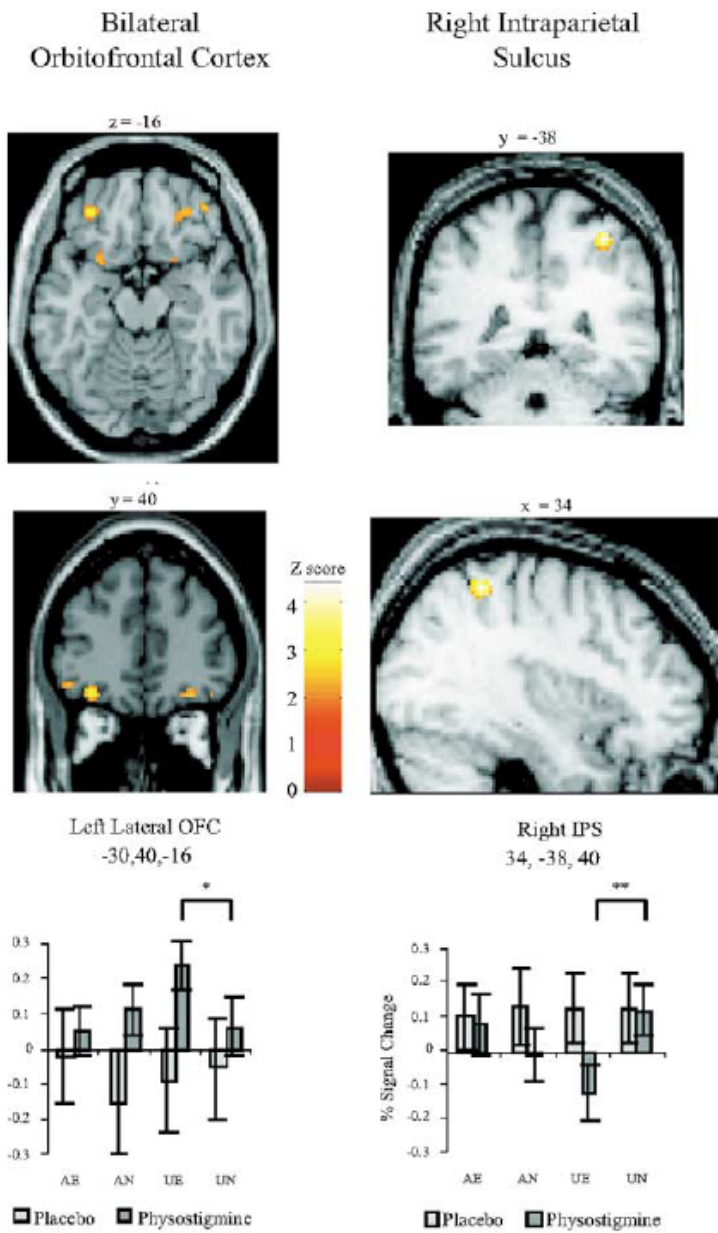 Bilateral
Orbitofrontal Cortex
Right Intraparietal
Sulcus
z = -16
y = -38
y = 40
x = 34
Z score
4
3
2
1
0
Left Lateral OFC
-30,40,-16
*
0.3
0.2
0.1
0
-0.1
-0.2
-0.3
AE AN UE UN
Placebo Physostigmine
Right IPS
34, -38, 40
**
% Signal Change
0.3
0.2
0.1
0
-0.1
-0.2
-0.3
AE AN UE UN
Placebo Physostigmine